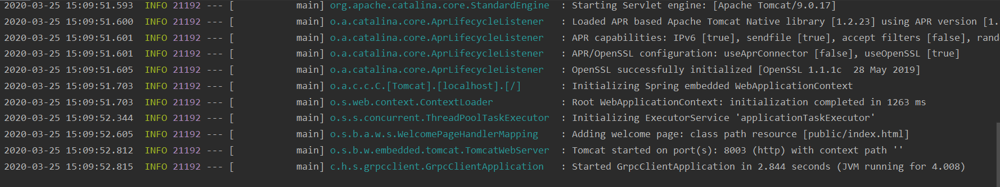 2020-03-25 15:09:51.593  INFO 21192 --- [           main] org.apache.catalina.core.StandardEngine  : Starting Servlet engine: [Apache Tomcat/9.0.17]
2020-03-25 15:09:51.600  INFO 21192 --- [           main] o.a.catalina.core.AprLifecycleListener   : Loaded APR based Apache Tomcat Native library [1.2.23] using APR version [1.
2020-03-25 15:09:51.601  INFO 21192 --- [           main] o.a.catalina.core.AprLifecycleListener   : APR capabilities: IPv6 [true], sendfile [true], accept filters [false], rand
2020-03-25 15:09:51.601  INFO 21192 --- [           main] o.a.catalina.core.AprLifecycleListener   : APR/OpenSSL configuration: useAprConnector [false], useOpenSSL [true]
2020-03-25 15:09:51.605  INFO 21192 --- [           main] o.a.catalina.core.AprLifecycleListener   : OpenSSL successfully initialized [OpenSSL 1.1.1c  28 May 2019]
2020-03-25 15:09:51.703  INFO 21192 --- [           main] o.a.c.c.C.[Tomcat].[localhost].[/]       : Initializing Spring embedded WebApplicationContext
2020-03-25 15:09:51.703  INFO 21192 --- [           main] o.s.web.context.ContextLoader            : Root WebApplicationContext: initialization completed in 1263 ms
2020-03-25 15:09:52.344  INFO 21192 --- [           main] o.s.s.concurrent.ThreadPoolTaskExecutor  : Initializing ExecutorService 'applicationTaskExecutor'
2020-03-25 15:09:52.605  INFO 21192 --- [           main] o.s.b.a.w.s.WelcomePageHandlerMapping    : Adding welcome page: class path resource [public/index.html]
2020-03-25 15:09:52.812  INFO 21192 --- [           main] o.s.b.w.embedded.tomcat.TomcatWebServer  : Tomcat started on port(s): 8003 (http) with context path ''
2020-03-25 15:09:52.815  INFO 21192 --- [           main] c.h.s.grpcclient.GrpcClientApplication   : Started GrpcClientApplication in 2.844 seconds (JVM running for 4.008)